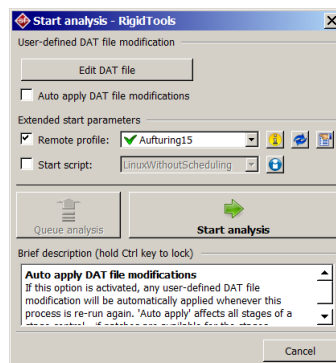 Start analysis - RigidTools
User-defined DAT file modification
Edit DAT file
Auto apply DAT file modifications
Extended start parameters
Remote profile:
Aufturing15
Start script:
LinuxWithoutScheduling
Queue analysis
Start analysis
Brief description (hold Ctrl key to lock)
Auto apply DAT file modifications
If this option is activated, any user-defined DAT file
modification will be automatically applied whenever this
process is re-run again. 'Auto apply' affects all stages of a
Cancel